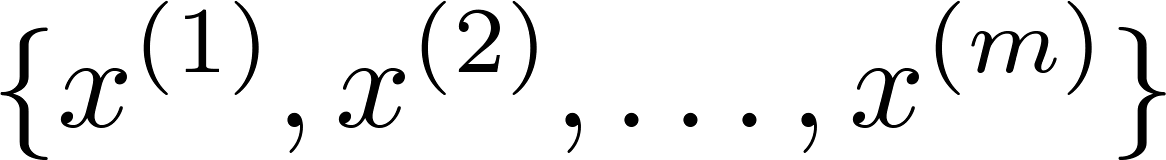 {x^{(1)}, x^{(2)}, ..., x^{(m)}}